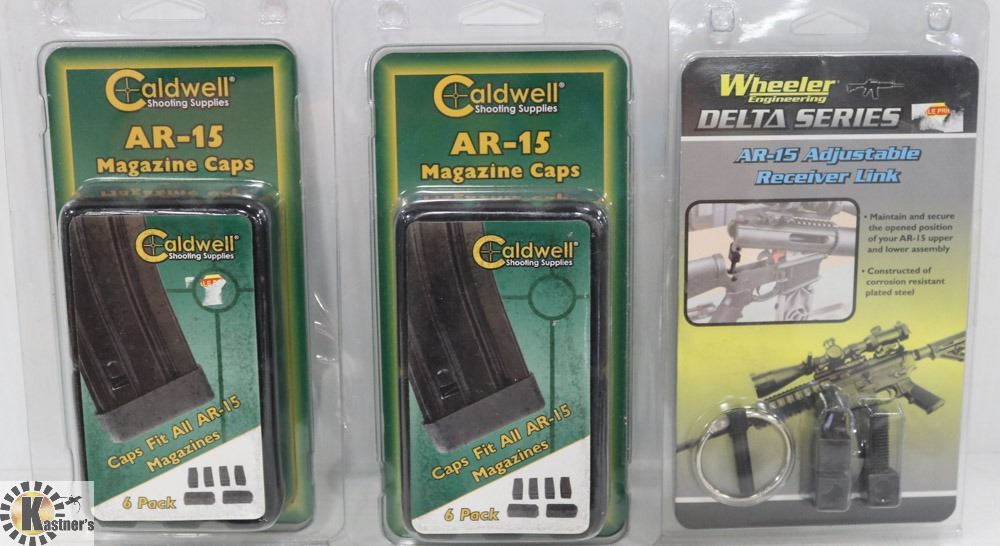 Caldwell®
Shooting Supplies
AR-15
Magazine Caps
Caldwell®
Shooting Supplies
Caps Fit All AR-15
Magazines
6 Pack
Caldwell®
Shooting Supplies
AR-15
Magazine Caps
Caldwell®
Shooting Supplies
Caps Fit All AR-15
Magazines
6 Pack
Wheeler®
Engineering
DELTA SERIES
LE PRI
AR-15 Adjustable
Receiver Link
• Maintain and secure
the opened position
of your AR-15 upper
and lower assembly
• Constructed of
corrosion resistant
plated steel
Kastner's